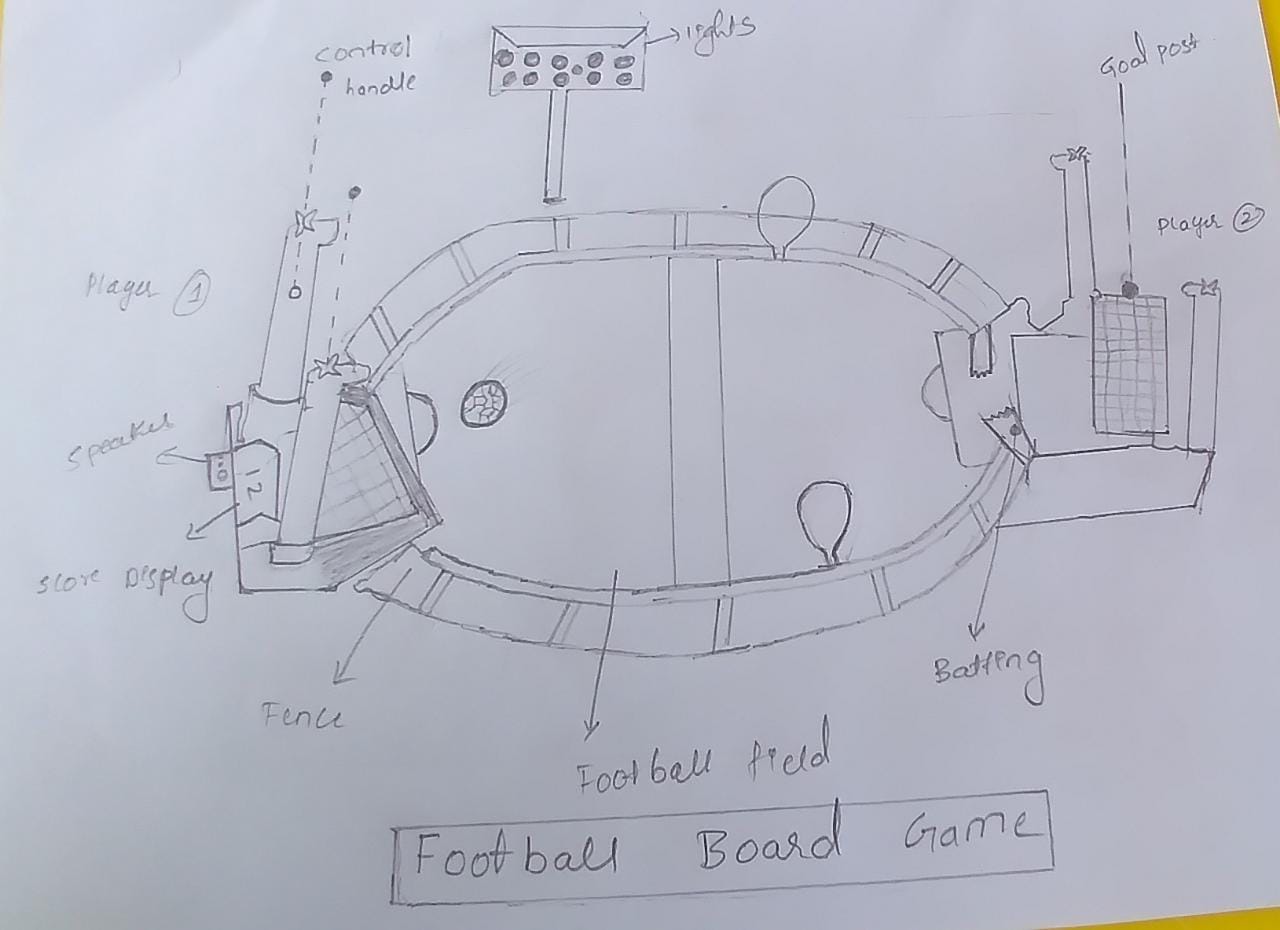 control
handle
lights
Goal post
Player 2
Player 1
Speaker
12
Score Display
Fence
Football field
Batting
Football Board Game